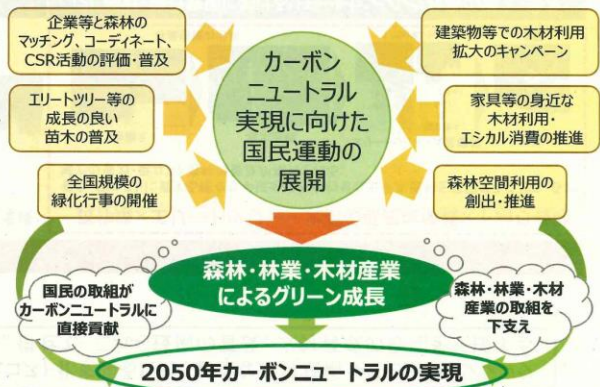 企業等と森林の
マッチング、コーディネート、
CSR活動の評価・普及
エリートツリー等の
成長の良い
苗木の普及
全国規模の
緑化行事の開催
カーボン
ニュートラル
実現に向けた
国民運動の
展開
建築物等での木材利用
拡大のキャンペーン
家具等の身近な
木材利用・
エシカル消費の推進
森林空間利用の
創出・推進
森林・林業・木材産業
によるグリーン成長
国民の取組が
カーボンニュートラルに
直接貢献
森林・林業・木材
産業の取組を
下支え
2050年カーボンニュートラルの実現